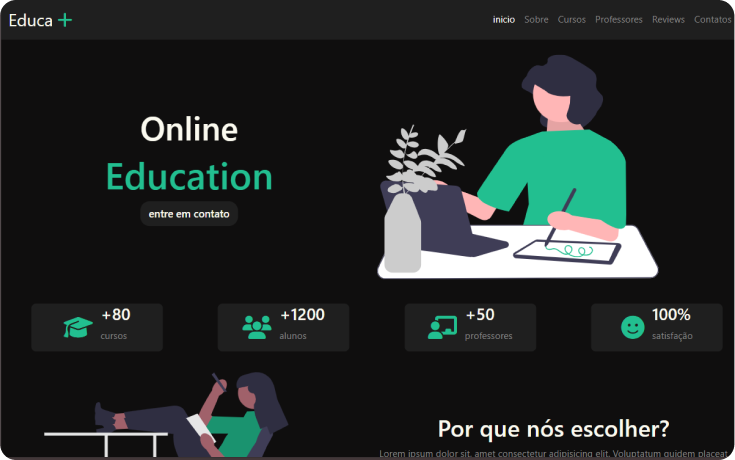 Educa +
início Sobre Cursos Professores Reviews Contatos
Online
Education
entre em contato
+80
cursos
+1200
alunos
+50
professores
100%
satisfação
Por que nós escolher?
Lorem ipsum dolor sit, amet consectetur adipisicing elit. Voluptatum quidem placeat